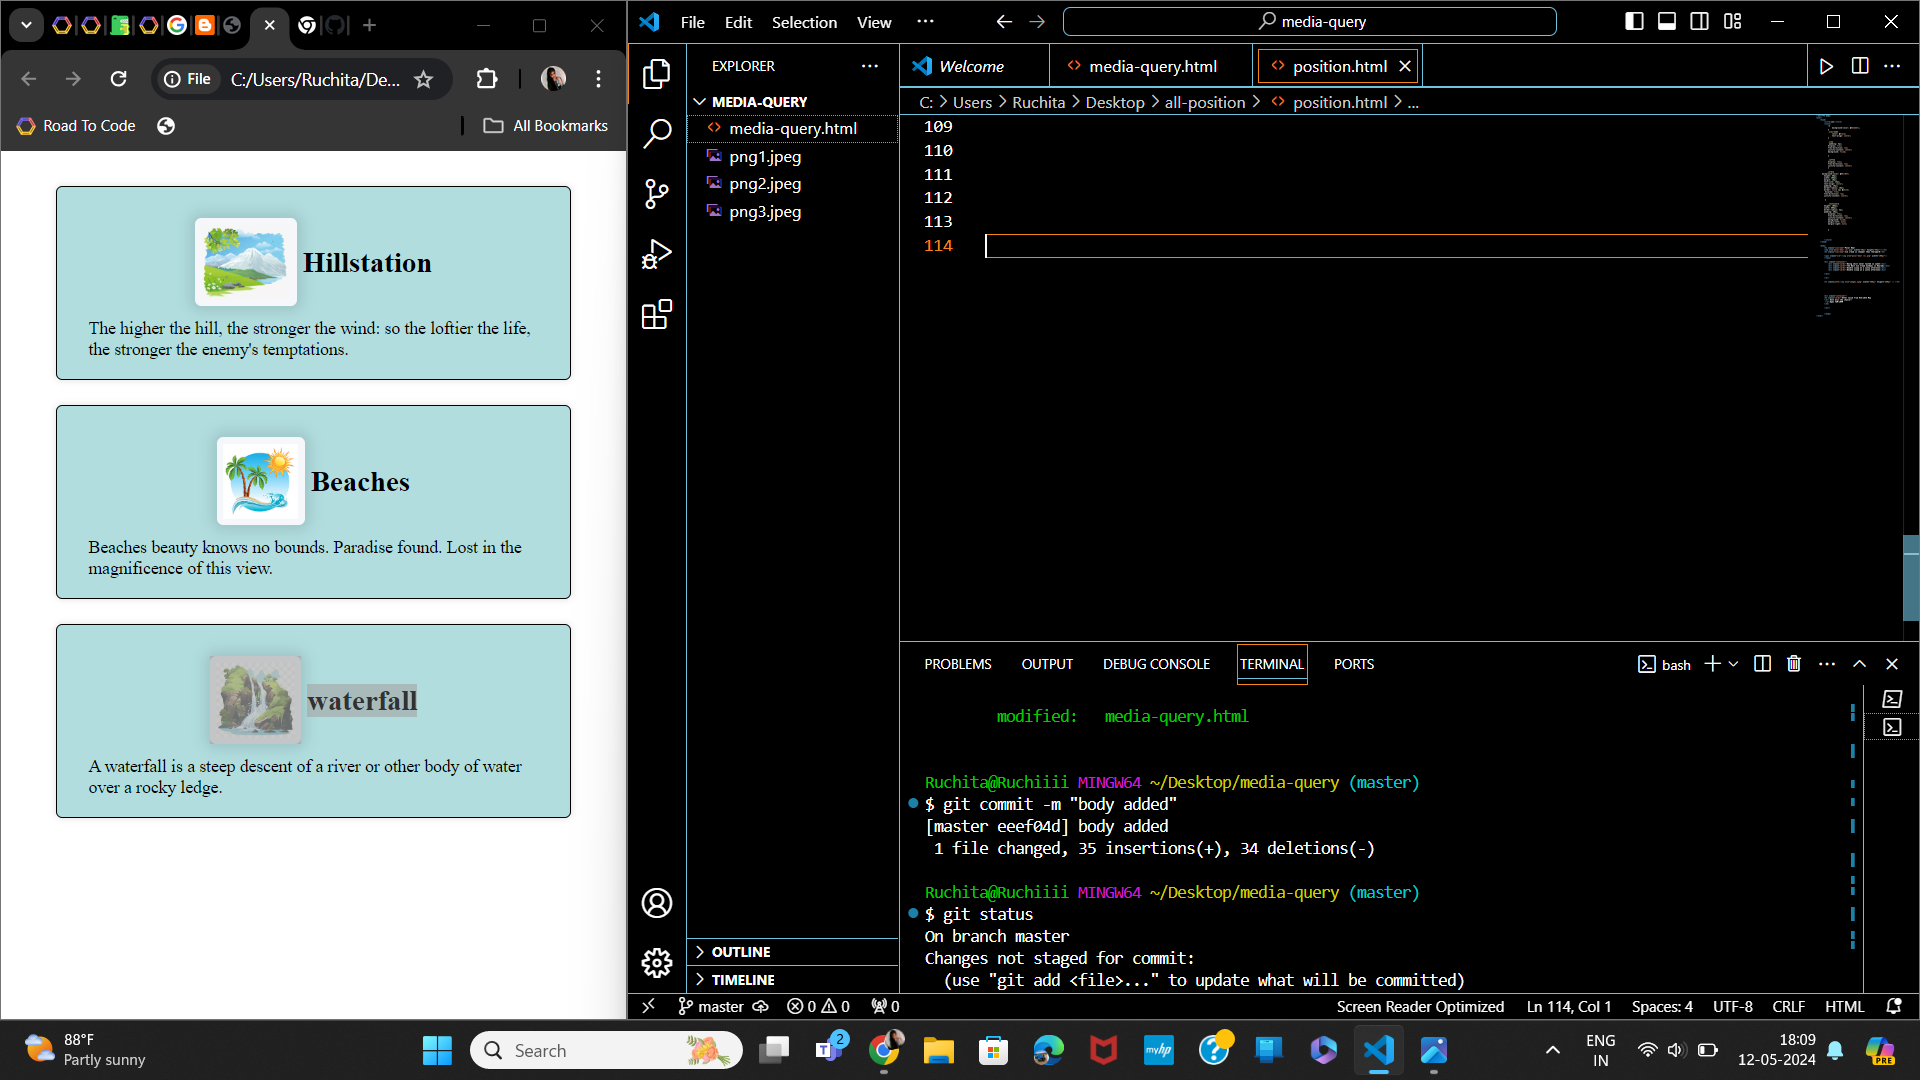 File
C:/Users/Ruchita/De...
Road To Code
All Bookmarks
Hillstation
The higher the hill, the stronger the wind: so the loftier the life,
the stronger the enemy's temptations.
Beaches
Beaches beauty knows no bounds. Paradise found. Lost in the
magnificence of this view.
waterfall
A waterfall is a steep descent of a river or other body of water
over a rocky ledge.
File Edit Selection View ...
media-query
EXPLORER ...
MEDIA-QUERY
media-query.html
png1.jpeg
png2.jpeg
png3.jpeg
OUTLINE
TIMELINE
Welcome
media-query.html
position.html
C: > Users > Ruchita > Desktop > all-position > position.html > ...
109
110
111
112
113
114
PROBLEMS OUTPUT DEBUG CONSOLE TERMINAL PORTS
bash
modified: media-query.html
Ruchita@Ruchiiii MINGW64 ~/Desktop/media-query (master)
$ git commit -m "body added"
[master eeef04d] body added
1 file changed, 35 insertions(+), 34 deletions(-)
Ruchita@Ruchiiii MINGW64 ~/Desktop/media-query (master)
$ git status
On branch master
Changes not staged for commit:
(use "git add <file>..." to update what will be committed)
master 0 0 0
Screen Reader Optimized Ln 114, Col 1 Spaces: 4 UTF-8 CRLF HTML
88°F
Partly sunny
Search
2
myhp
ENG
IN
18:09
12-05-2024
PRE